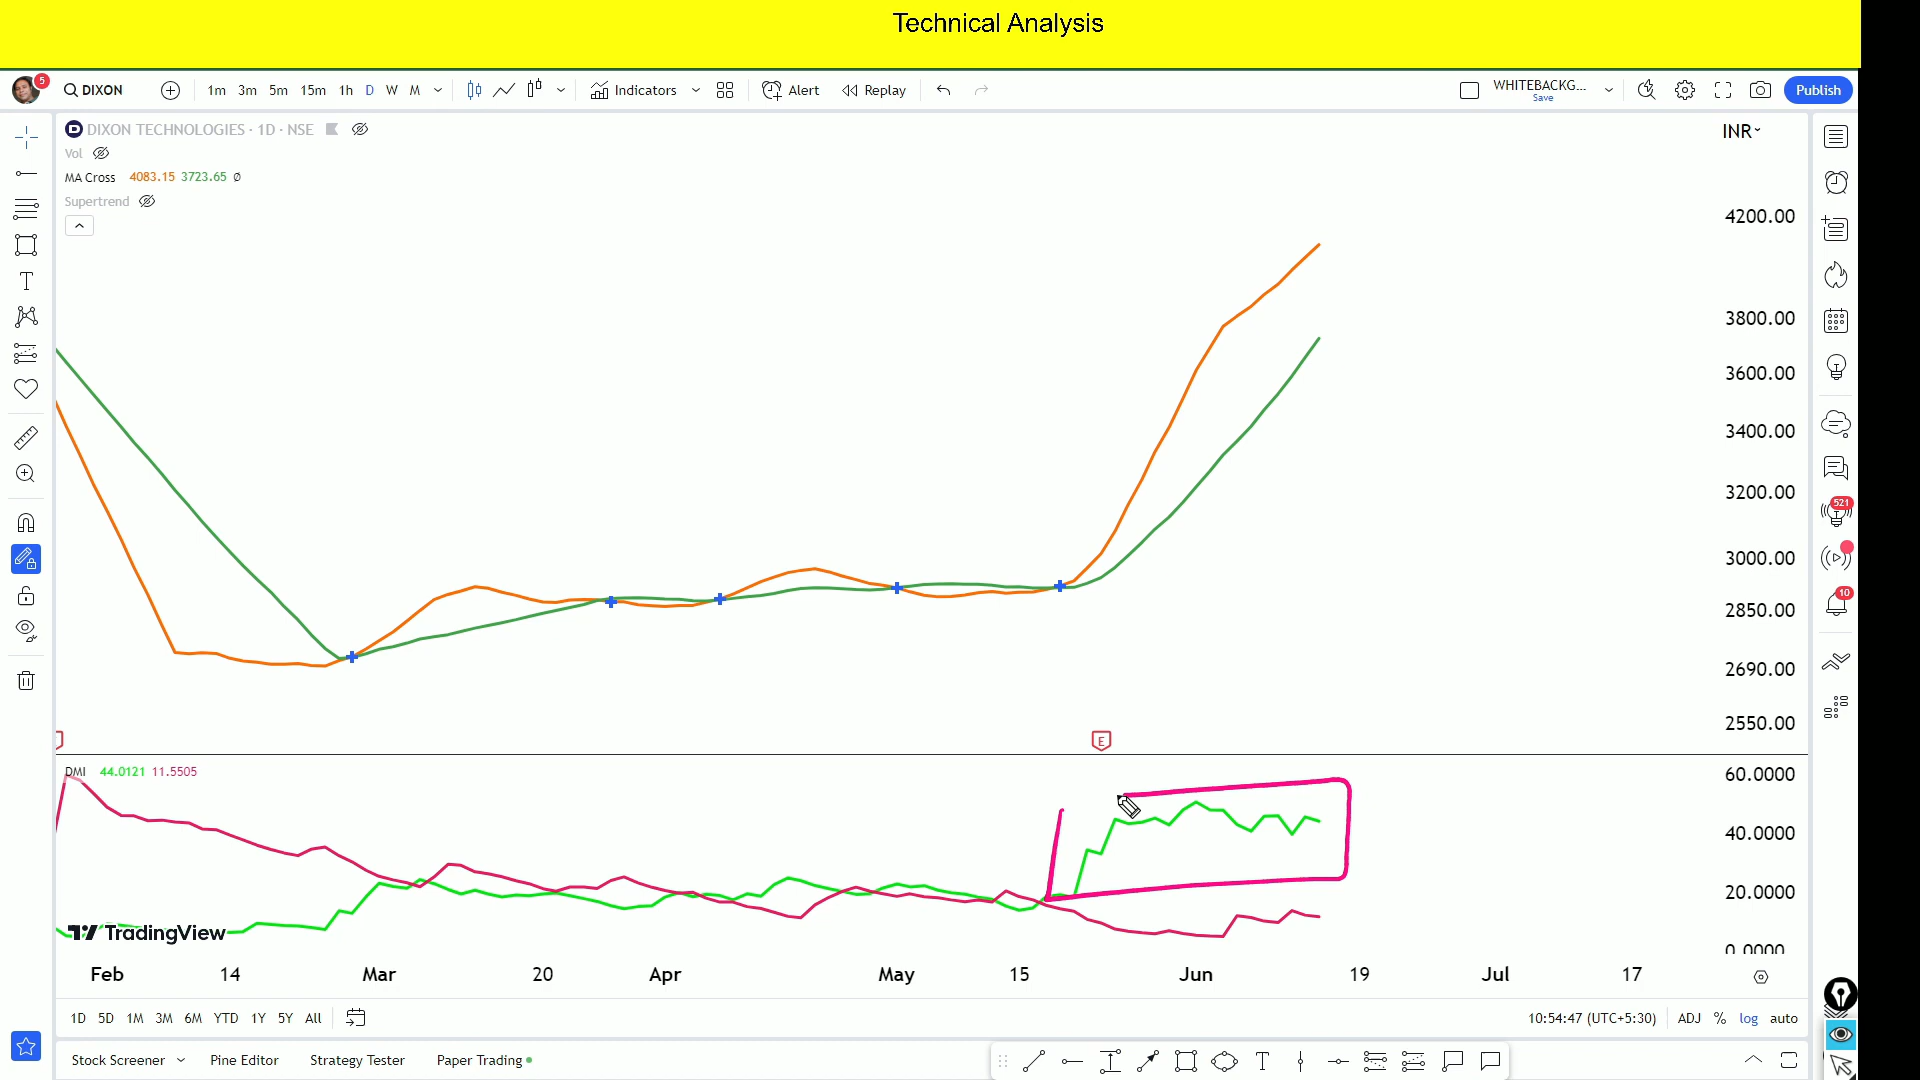 Technical Analysis
5
DIXON
1m 3m 5m 15m 1h D W M
Indicators
Alert
Replay
WHITEBACKG...
Save
Publish
DIXON TECHNOLOGIES · 1D · NSE
INR
Vol
MA Cross 4083.15 3723.65 Ø
Supertrend
4200.00
3800.00
3600.00
3400.00
3200.00
3000.00
2850.00
2690.00
2550.00
521
10
E
DMI 44.0121 11.5505
60.0000
40.0000
20.0000
0.0000
TradingView
Feb 14 Mar 20 Apr May 15 Jun 19 Jul 17
1D 5D 1M 3M 6M YTD 1Y 5Y All
10:54:47 (UTC+5:30) ADJ % log auto
Stock Screener Pine Editor Strategy Tester Paper Trading